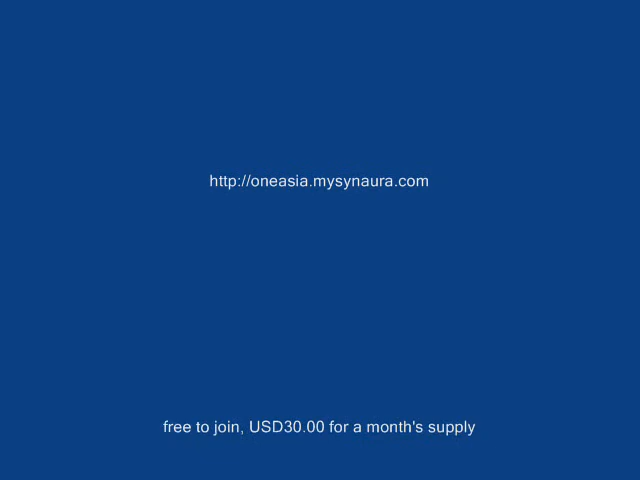 http://oneasia.mysynaura.com
free to join, USD30.00 for a month's supply